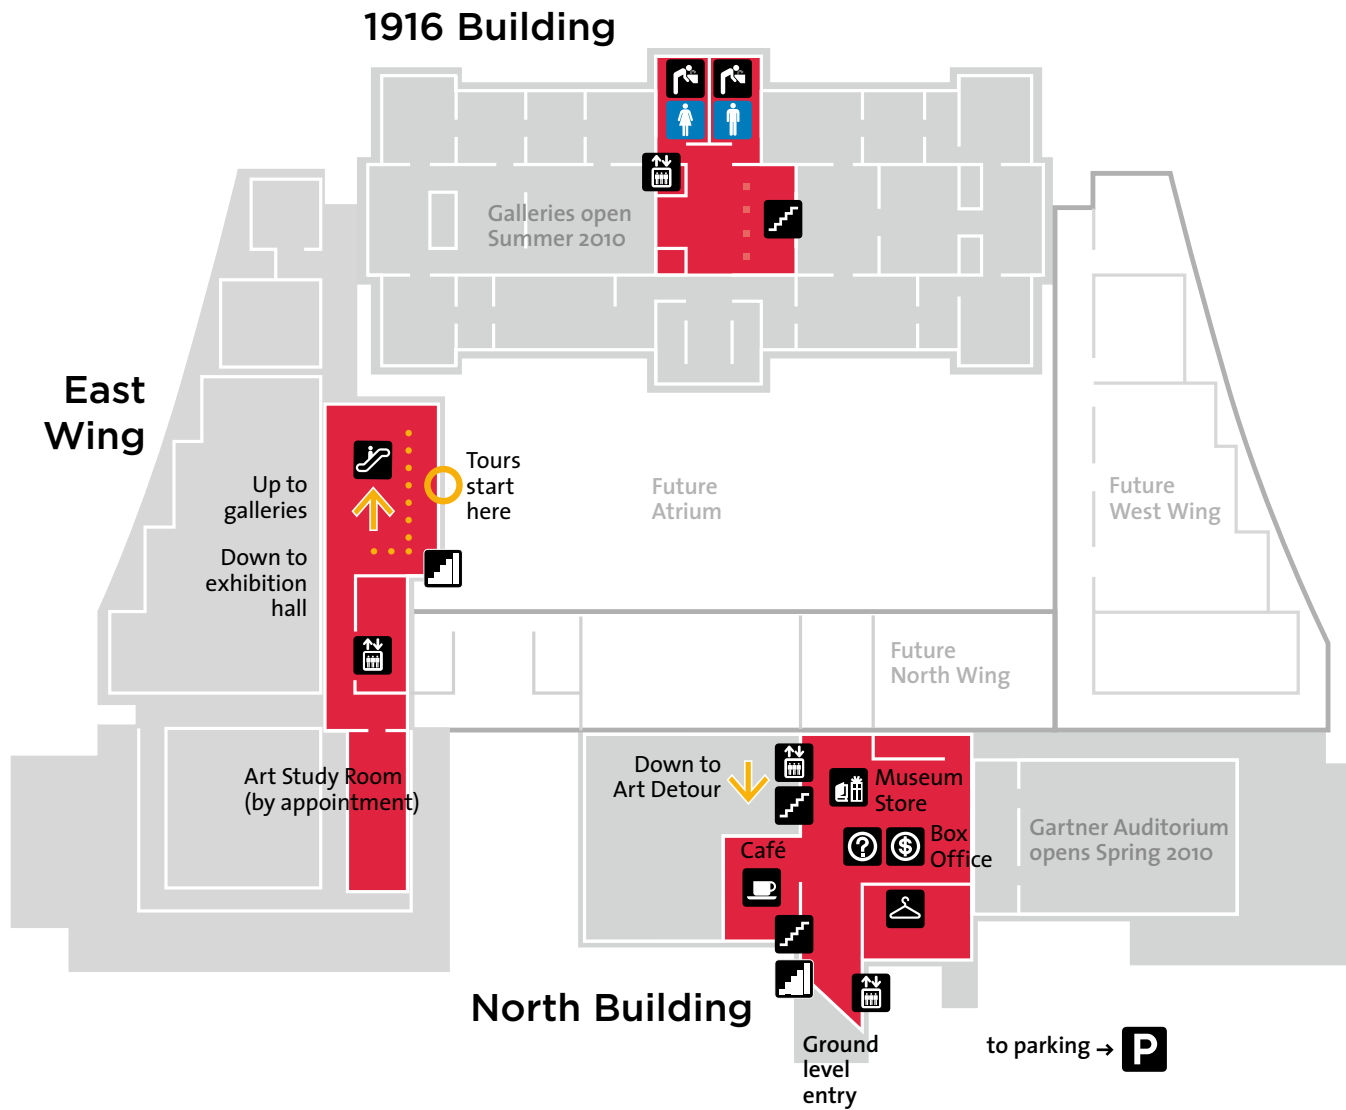 1916 Building
Galleries open
Summer 2010
East
Wing
Up to
galleries
Down to
exhibition
hall
Tours
start
here
Future
Atrium
Future
West Wing
Future
North Wing
Art Study Room
(by appointment)
Down to
Art Detour
Museum
Store
?
$
Box
Office
Café
Gartner Auditorium
opens Spring 2010
North Building
Ground
level
entry
to parking → P